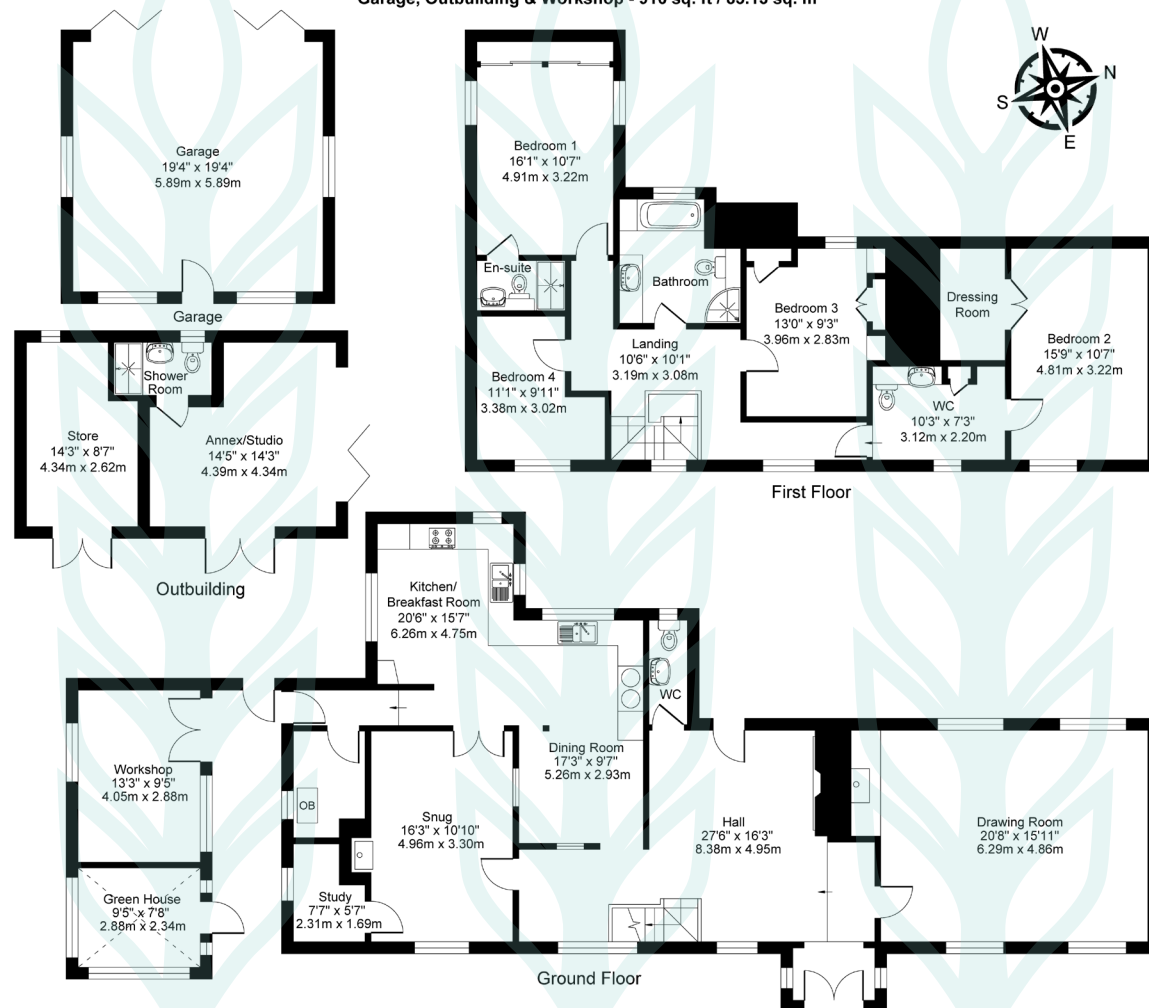 Garage, Outbuilding & Workshop - 916 sq. ft / 85.15 sq. m
W
N
S
E
Garage
19'4" x 19'4"
5.89m x 5.89m
Garage
Bedroom 1
16'1" x 10'7"
4.91m x 3.22m
En-suite
Bathroom
Bedroom 3
13'0" x 9'3"
3.96m x 2.83m
Dressing
Room
Bedroom 2
15'9" x 10'7"
4.81m x 3.22m
Landing
10'6" x 10'1"
3.19m x 3.08m
Bedroom 4
11'1" x 9'11"
3.38m x 3.02m
WC
10'3" x 7'3"
3.12m x 2.20m
First Floor
Shower
Room
Store
14'3" x 8'7"
4.34m x 2.62m
Annex/Studio
14'5" x 14'3"
4.39m x 4.34m
Outbuilding
Kitchen/
Breakfast Room
20'6" x 15'7"
6.26m x 4.75m
WC
Dining Room
17'3" x 9'7"
5.26m x 2.93m
Workshop
13'3" x 9'5"
4.05m x 2.88m
OB
Snug
16'3" x 10'10"
4.96m x 3.30m
Hall
27'6" x 16'3"
8.38m x 4.95m
Drawing Room
20'8" x 15'11"
6.29m x 4.86m
Green House
9'5" x 7'8"
2.88m x 2.34m
Study
7'7" x 5'7"
2.31m x 1.69m
Ground Floor